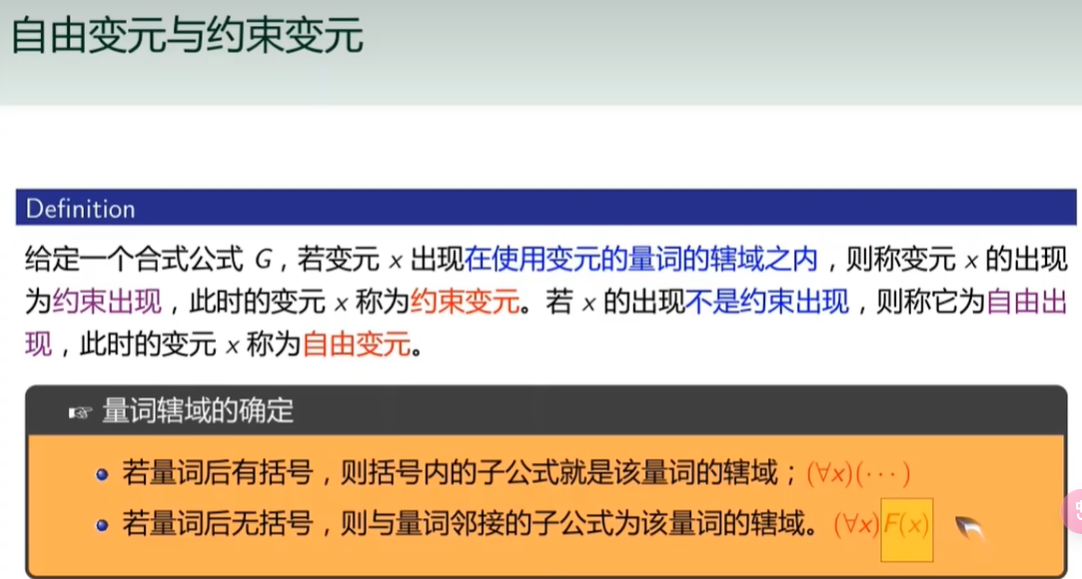 自由变元与约束变元
Definition
给定一个合式公式 G，若变元 x 出现在使用变元的量词的辖域之内，则称变元 x 的出现
为约束出现，此时的变元 x 称为约束变元。若 x 的出现不是约束出现，则称它为自由出
现，此时的变元 x 称为自由变元。
☞ 量词辖域的确定
若量词后有括号，则括号内的子公式就是该量词的辖域；(∀x)(···)
若量词后无括号，则与量词邻接的子公式为该量词的辖域。(∀x)F(x)